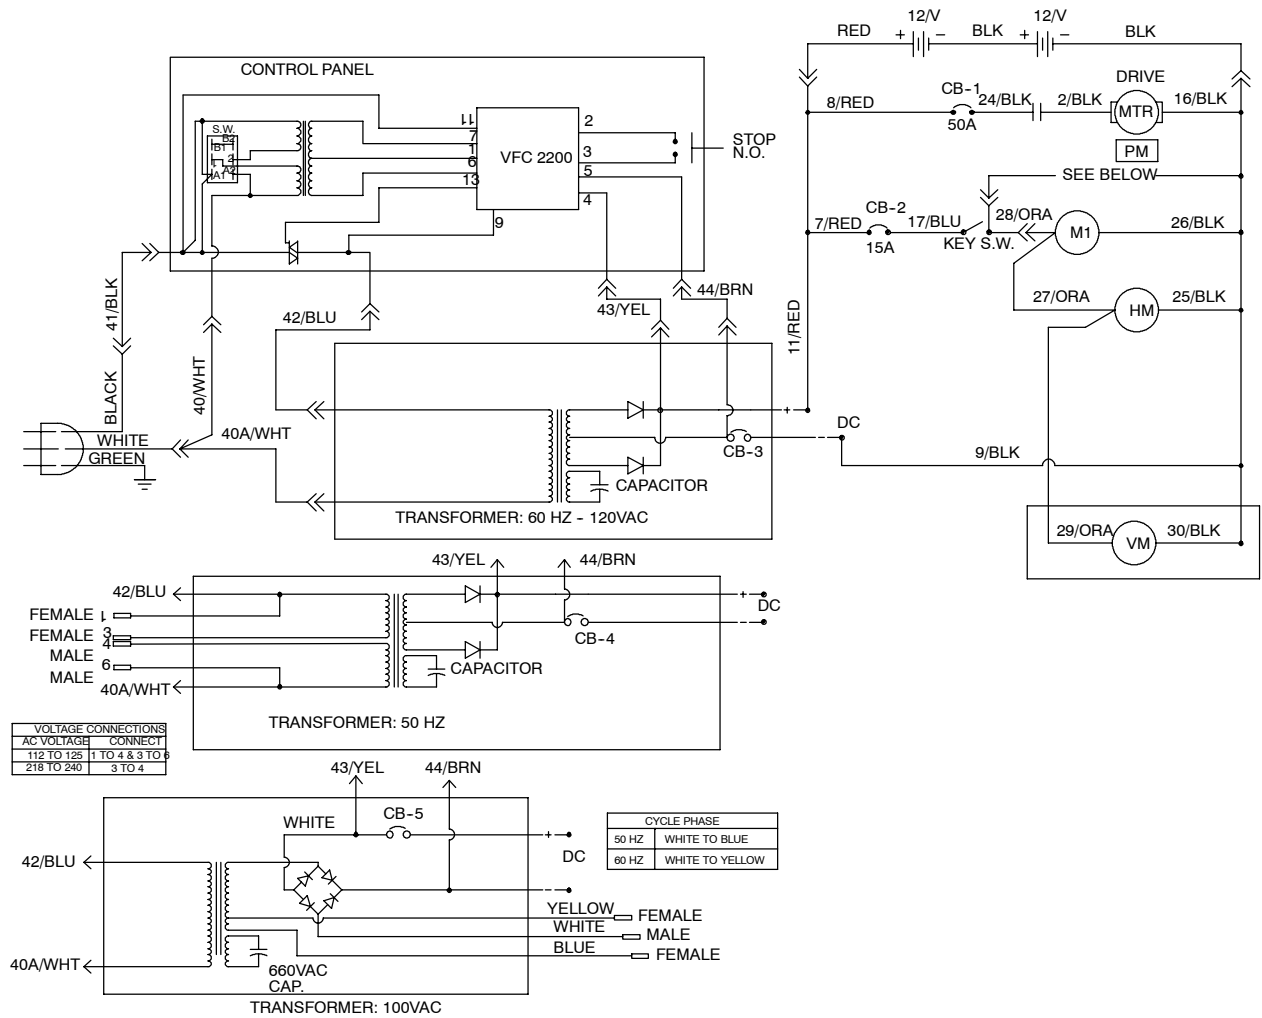 12/V
12/V
RED
+
−
BLK
+
−
BLK
CONTROL PANEL
DRIVE
CB-1
8/RED
50A
24/BLK
2/BLK
MTR
16/BLK
PM
S.W.
B2
B1
2
1
A2
A1
11
7
1
6
13
VFC 2200
2
3
5
4
9
STOP
N.O.
SEE BELOW
CB-2
7/RED
15A
17/BLU
KEY S.W.
28/ORA
M1
26/BLK
27/ORA
HM
25/BLK
41/BLK
40/WHT
42/BLU
43/YEL
44/BRN
11/RED
BLACK
WHITE
GREEN
40A/WHT
+
DC
−
CB-3
CAPACITOR
TRANSFORMER: 60 HZ - 120VAC
9/BLK
29/ORA
VM
30/BLK
43/YEL
44/BRN
42/BLU
FEMALE 1
FEMALE 3
4
MALE
6
MALE
40A/WHT
+
DC
−
CB-4
CAPACITOR
TRANSFORMER: 50 HZ
VOLTAGE CONNECTIONS
AC VOLTAGE CONNECT
112 TO 125 1 TO 4 & 3 TO 6
218 TO 240 3 TO 4
43/YEL
44/BRN
WHITE
CB-5
+
DC
−
42/BLU
40A/WHT
YELLOW FEMALE
WHITE MALE
BLUE FEMALE
660VAC
CAP.
TRANSFORMER: 100VAC
CYCLE PHASE
50 HZ WHITE TO BLUE
60 HZ WHITE TO YELLOW